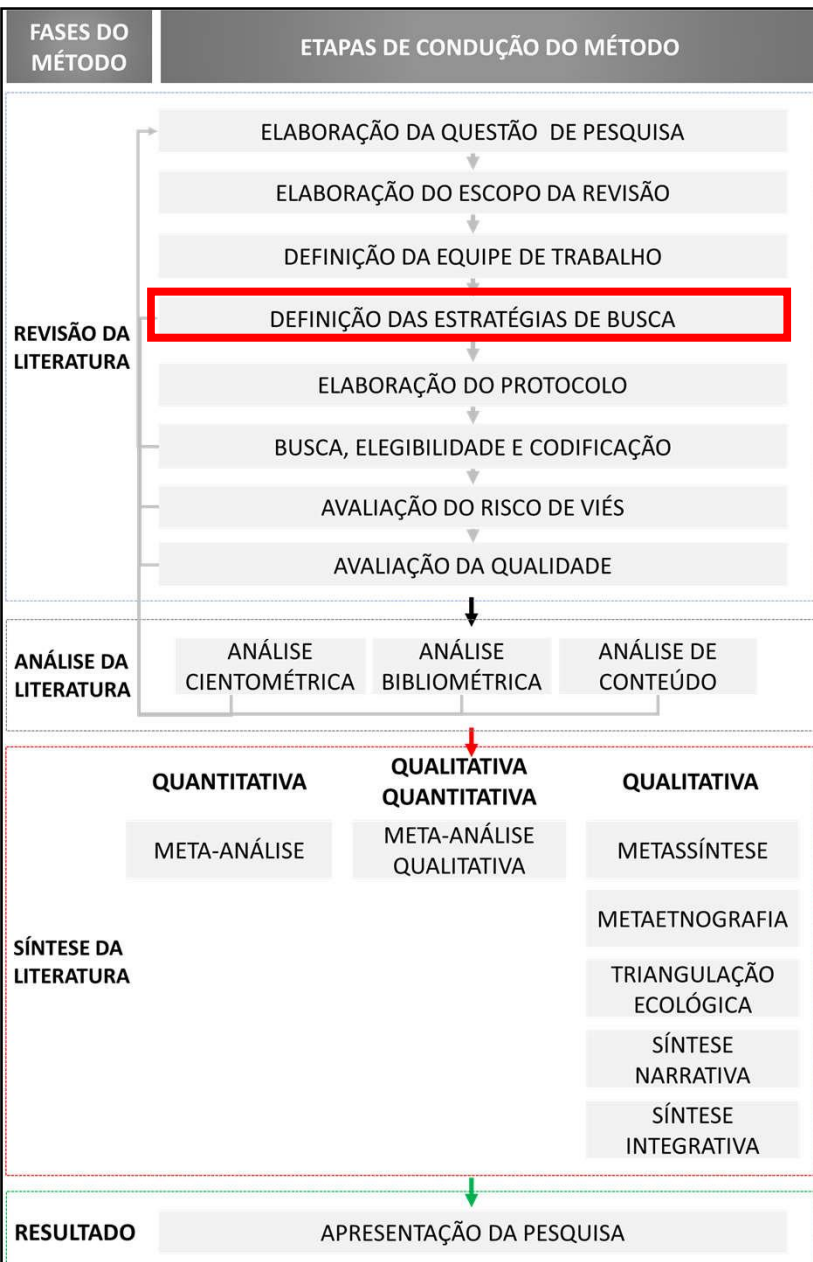 FASES DO
MÉTODO
ETAPAS DE CONDUÇÃO DO MÉTODO
REVISÃO DA
LITERATURA
ELABORAÇÃO DA QUESTÃO DE PESQUISA
ELABORAÇÃO DO ESCOPO DA REVISÃO
DEFINIÇÃO DA EQUIPE DE TRABALHO
DEFINIÇÃO DAS ESTRATÉGIAS DE BUSCA
ELABORAÇÃO DO PROTOCOLO
BUSCA, ELEGIBILIDADE E CODIFICAÇÃO
AVALIAÇÃO DO RISCO DE VIÉS
AVALIAÇÃO DA QUALIDADE
ANÁLISE DA
LITERATURA
ANÁLISE
CIENTOMÉTRICA
ANÁLISE
BIBLIOMÉTRICA
ANÁLISE DE
CONTEÚDO
SÍNTESE DA
LITERATURA
QUANTITATIVA
META-ANÁLISE
QUALITATIVA
QUANTITATIVA
META-ANÁLISE
QUALITATIVA
QUALITATIVA
METASSÍNTESE
METAETNOGRAFIA
TRIANGULAÇÃO
ECOLÓGICA
SÍNTESE
NARRATIVA
SÍNTESE
INTEGRATIVA
RESULTADO
APRESENTAÇÃO DA PESQUISA